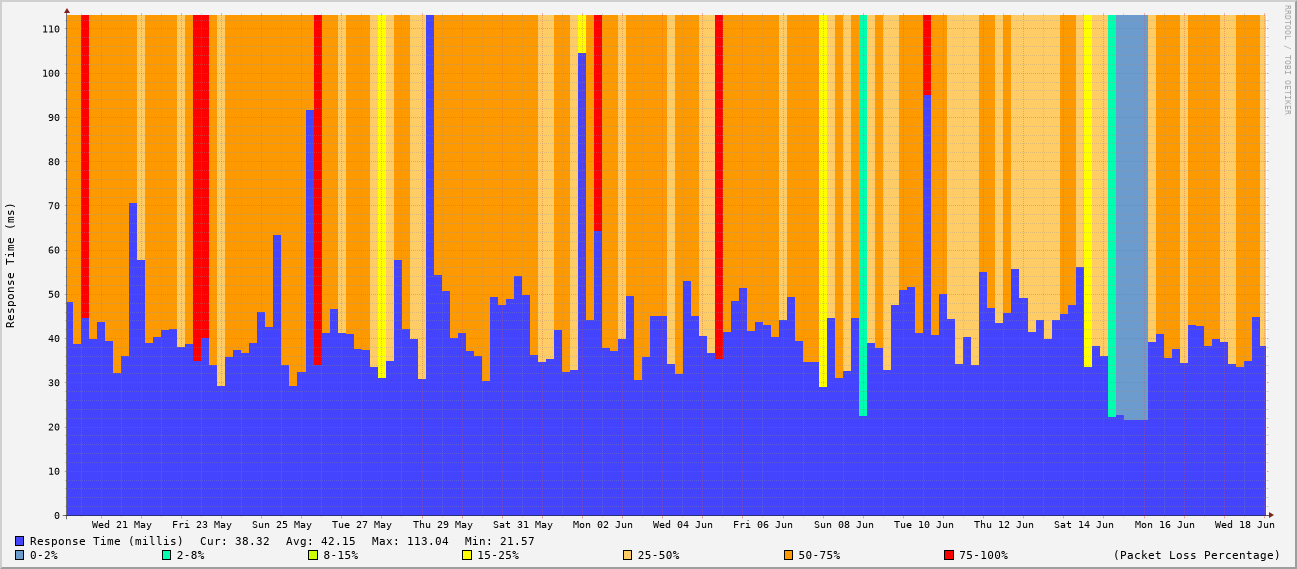 RRDTOOL / TOBI OETIKER
Response Time (ms)
110
100
90
80
70
60
50
40
30
20
10
0
Wed 21 May Fri 23 May Sun 25 May Tue 27 May Thu 29 May Sat 31 May Mon 02 Jun Wed 04 Jun Fri 06 Jun Sun 08 Jun Tue 10 Jun Thu 12 Jun Sat 14 Jun Mon 16 Jun Wed 18 Jun
Response Time (millis) Cur: 38.32 Avg: 42.15 Max: 113.04 Min: 21.57
0-2% 2-8% 8-15% 15-25% 25-50% 50-75% 75-100% (Packet Loss Percentage)